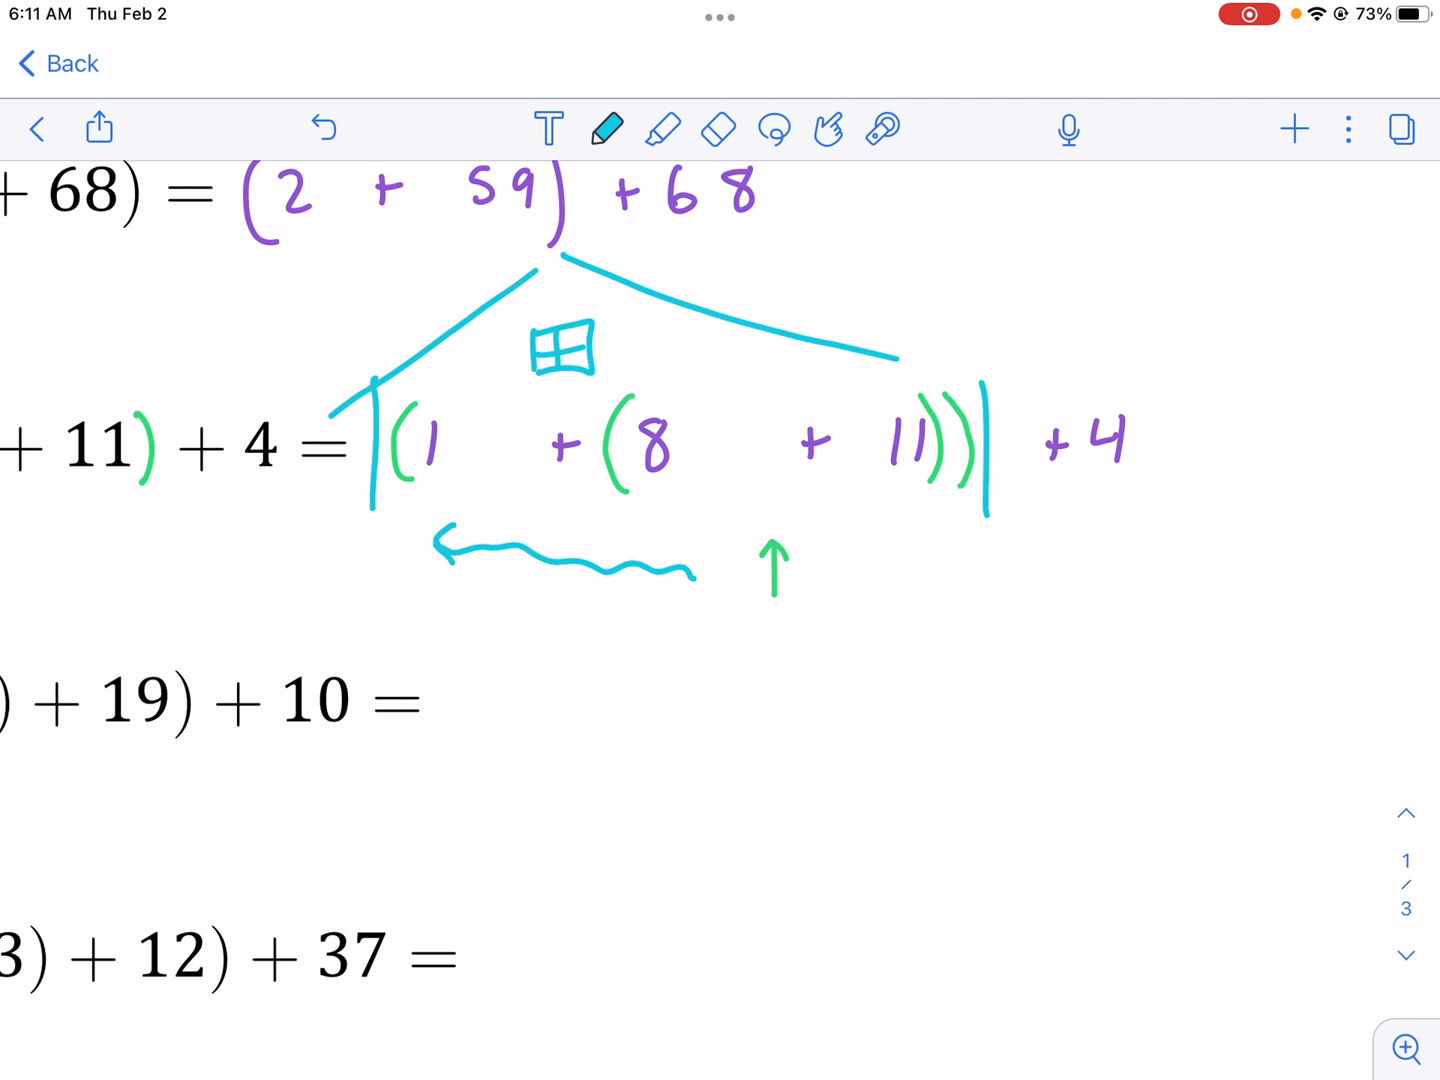 6:11 AM Thu Feb 2
73%
Back
+ 68) = (2 + 59) + 68
+ 11) + 4 = (1 + (8 + 11)) + 4
) + 19) + 10 =
3) + 12) + 37 =
1
/
3